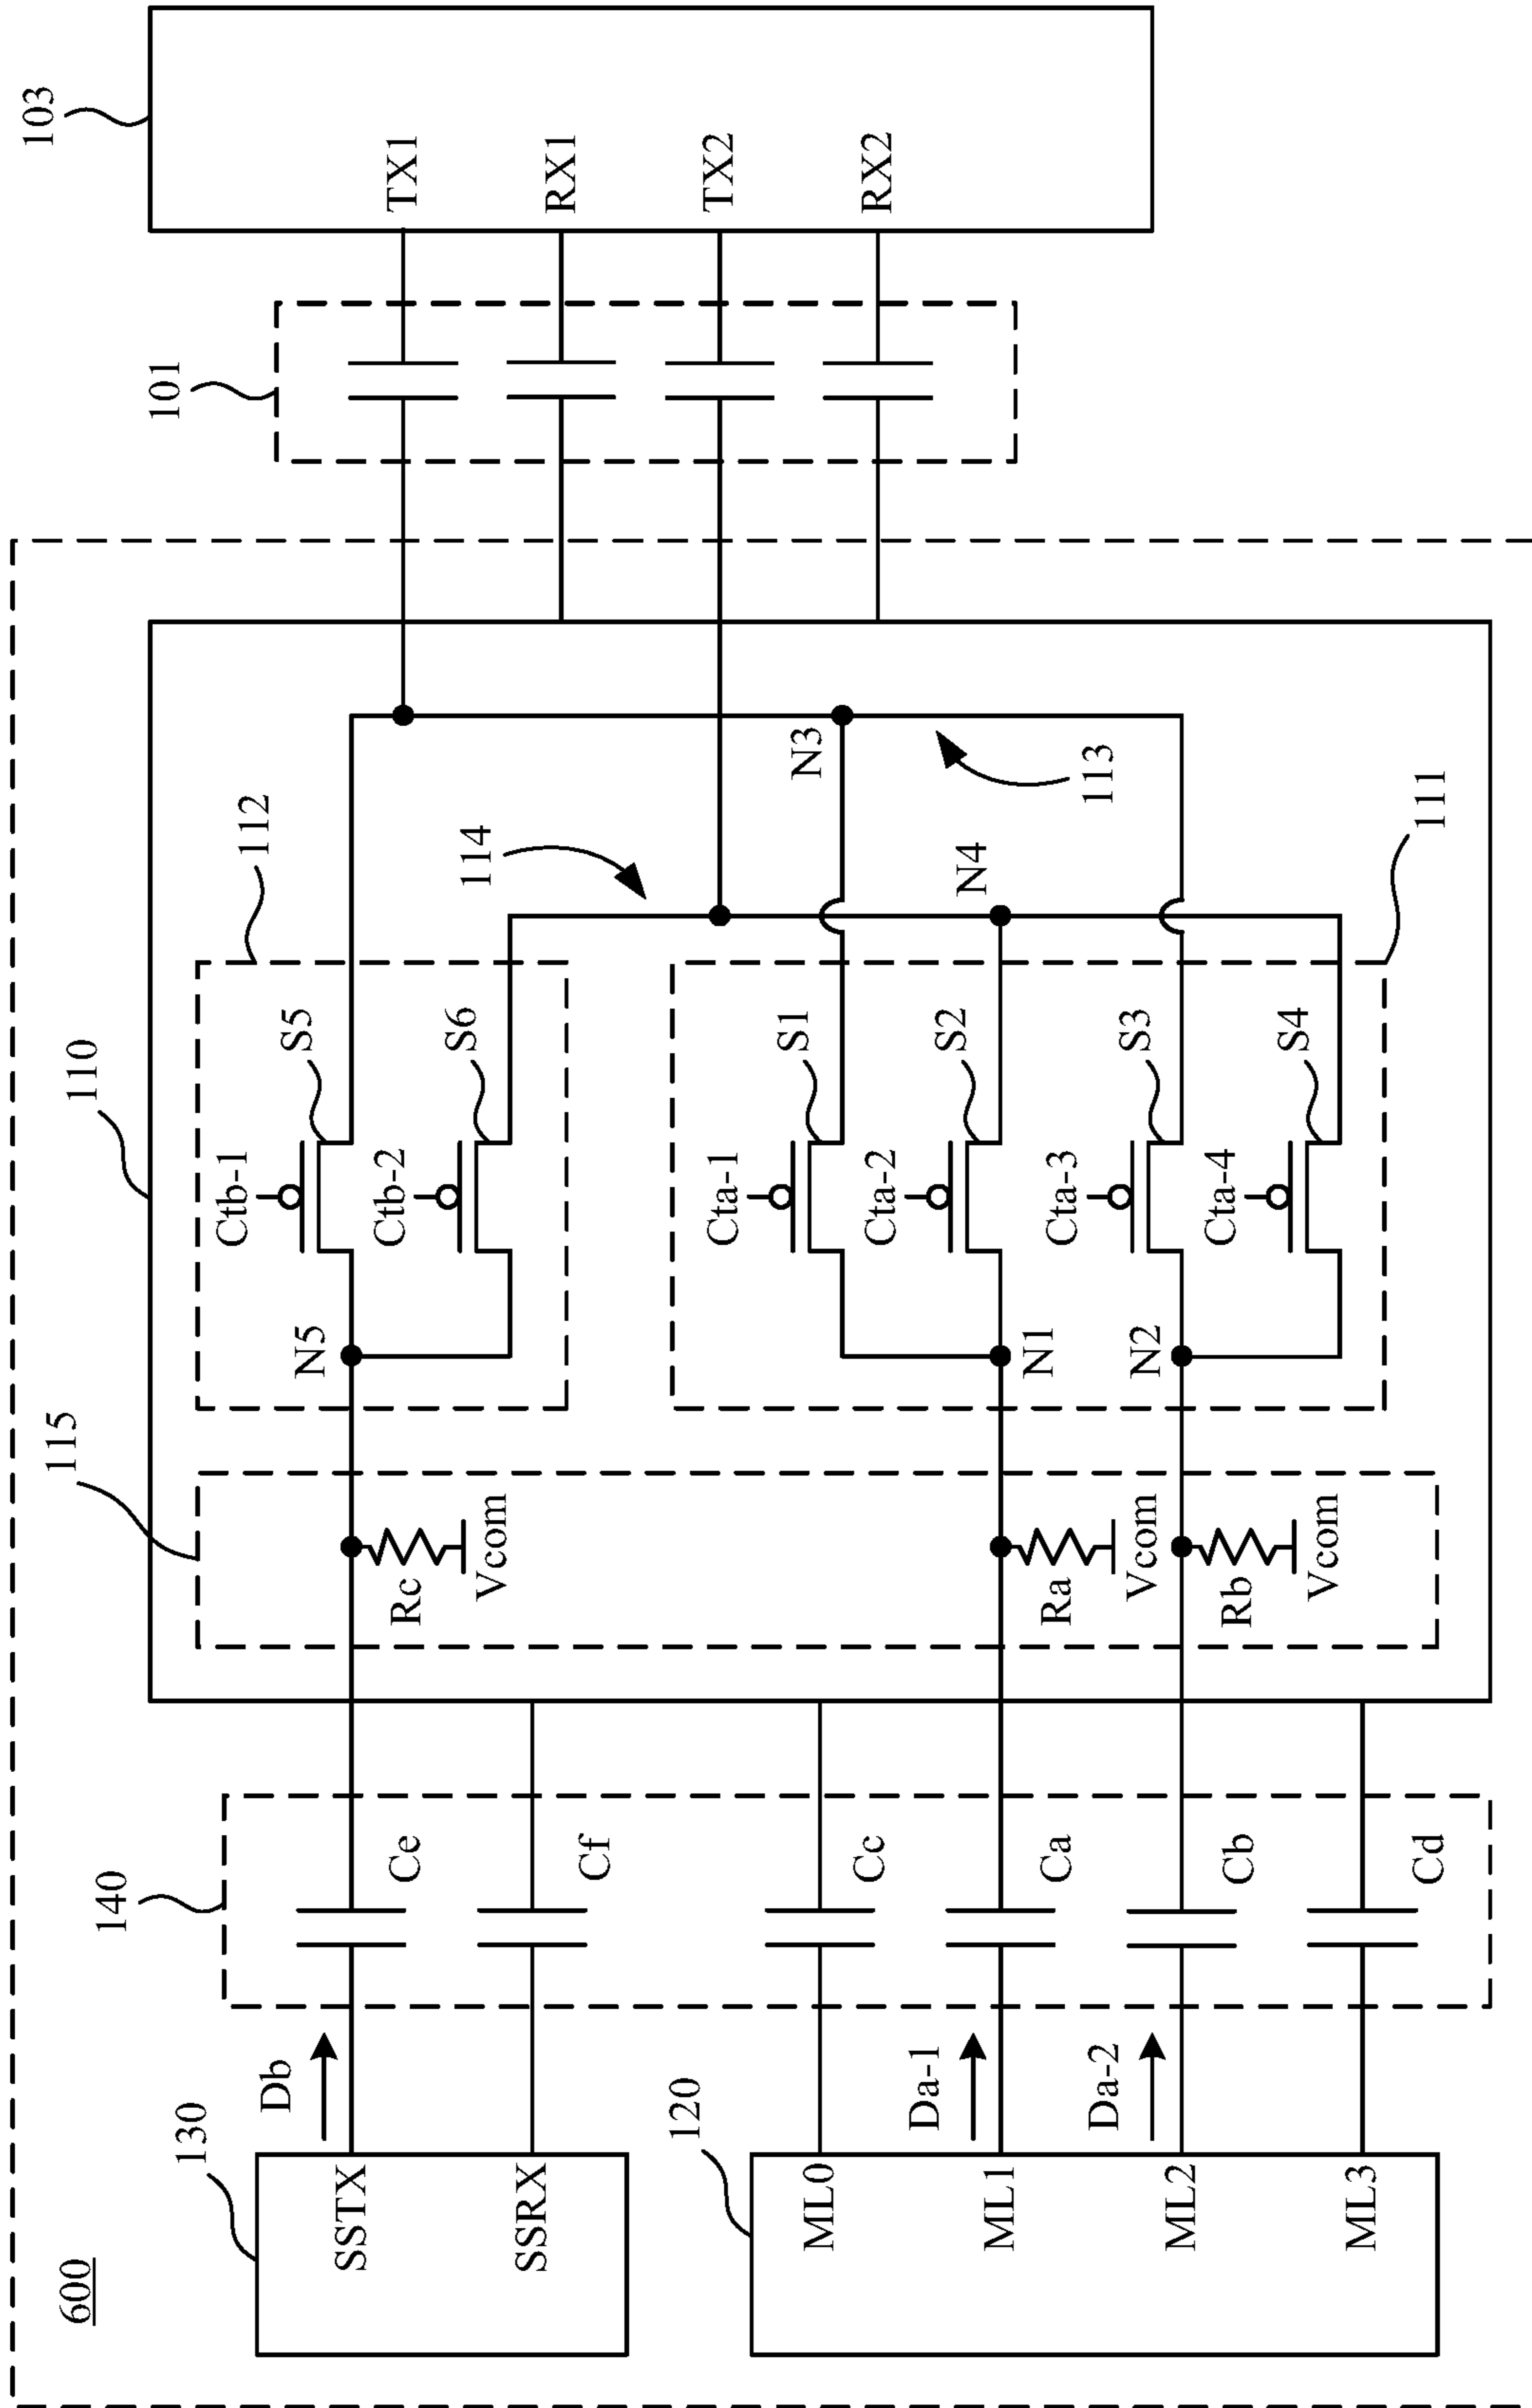 600
130
SSTX
SSRX
Db
120
ML0
ML1
ML2
ML3
Da-1
Da-2
140
Ce
Cf
Cc
Ca
Cb
Cd
115
Rc
Vcom
Ra
Vcom
Rb
Vcom
110
112
N5
Ctb-1
S5
Ctb-2
S6
114
N1
N2
Cta-1
S1
Cta-2
S2
Cta-3
S3
Cta-4
S4
N4
N3
113
111
101
103
TX1
RX1
TX2
RX2